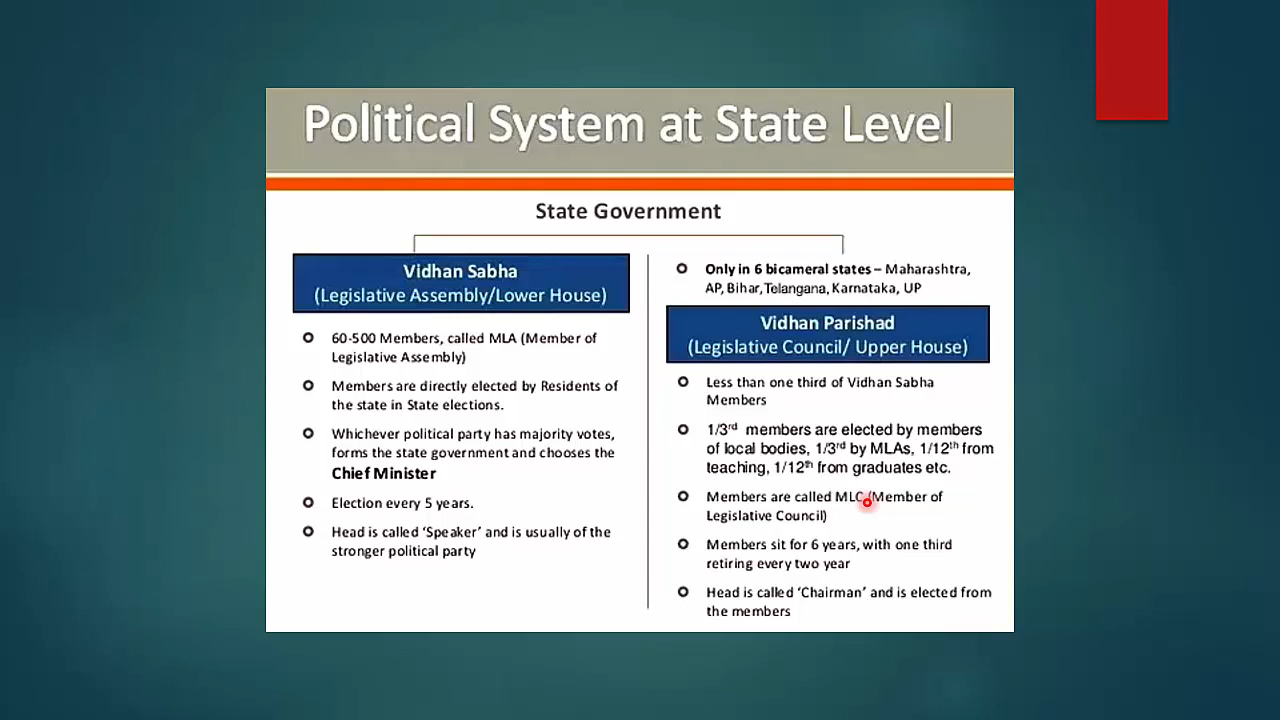 Political System at State Level
State Government
Vidhan Sabha
(Legislative Assembly/Lower House)
60-500 Members, called MLA (Member of
Legislative Assembly)
Members are directly elected by Residents of
the state in State elections.
Whichever political party has majority votes,
forms the state government and chooses the
Chief Minister
Election every 5 years.
Head is called ‘Speaker’ and is usually of the
stronger political party
Only in 6 bicameral states – Maharashtra,
AP, Bihar, Telangana, Karnataka, UP
Vidhan Parishad
(Legislative Council/ Upper House)
Less than one third of Vidhan Sabha
Members
1/3rd members are elected by members
of local bodies, 1/3rd by MLAs, 1/12th from
teaching, 1/12th from graduates etc.
Members are called MLC (Member of
Legislative Council)
Members sit for 6 years, with one third
retiring every two year
Head is called ‘Chairman’ and is elected from
the members